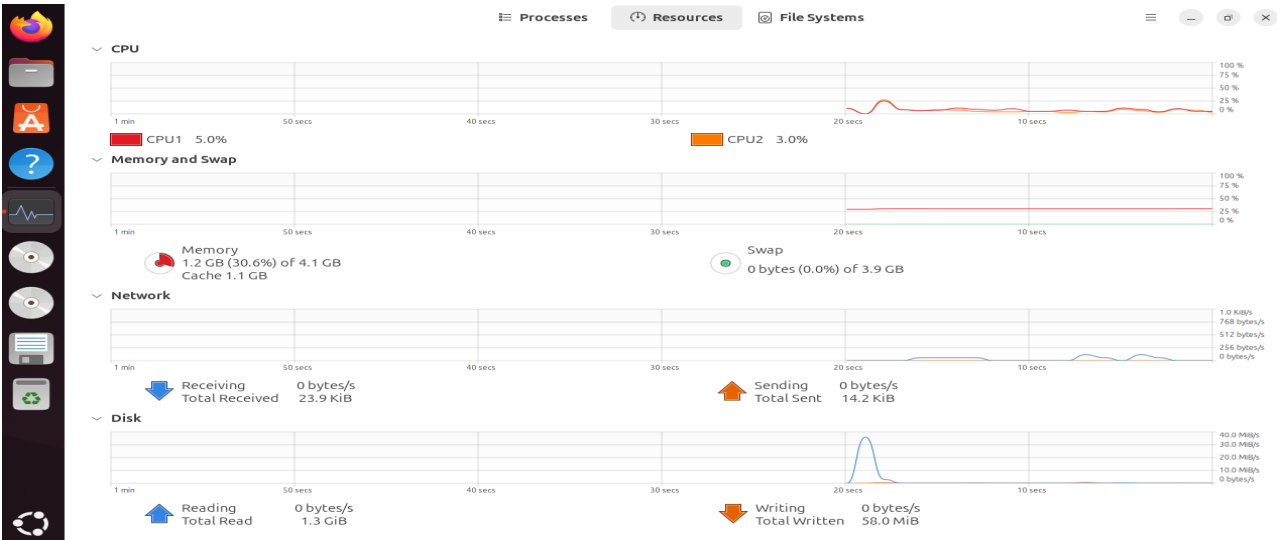 Processes Resources File Systems
CPU
100 %
75 %
50 %
25 %
0 %
1 min 50 secs 40 secs 30 secs 20 secs 10 secs
CPU1 5.0% CPU2 3.0%
Memory and Swap
100 %
75 %
50 %
25 %
0 %
1 min 50 secs 40 secs 30 secs 20 secs 10 secs
Memory
1.2 GB (30.6%) of 4.1 GB
Cache 1.1 GB
Swap
0 bytes (0.0%) of 3.9 GB
Network
1.0 KiB/s
768 bytes/s
512 bytes/s
256 bytes/s
0 bytes/s
1 min 50 secs 40 secs 30 secs 20 secs 10 secs
Receiving 0 bytes/s
Total Received 23.9 KiB
Sending 0 bytes/s
Total Sent 14.2 KiB
Disk
40.0 MiB/s
30.0 MiB/s
20.0 MiB/s
10.0 MiB/s
0 bytes/s
1 min 50 secs 40 secs 30 secs 20 secs 10 secs
Reading 0 bytes/s
Total Read 1.3 GiB
Writing 0 bytes/s
Total Written 58.0 MiB